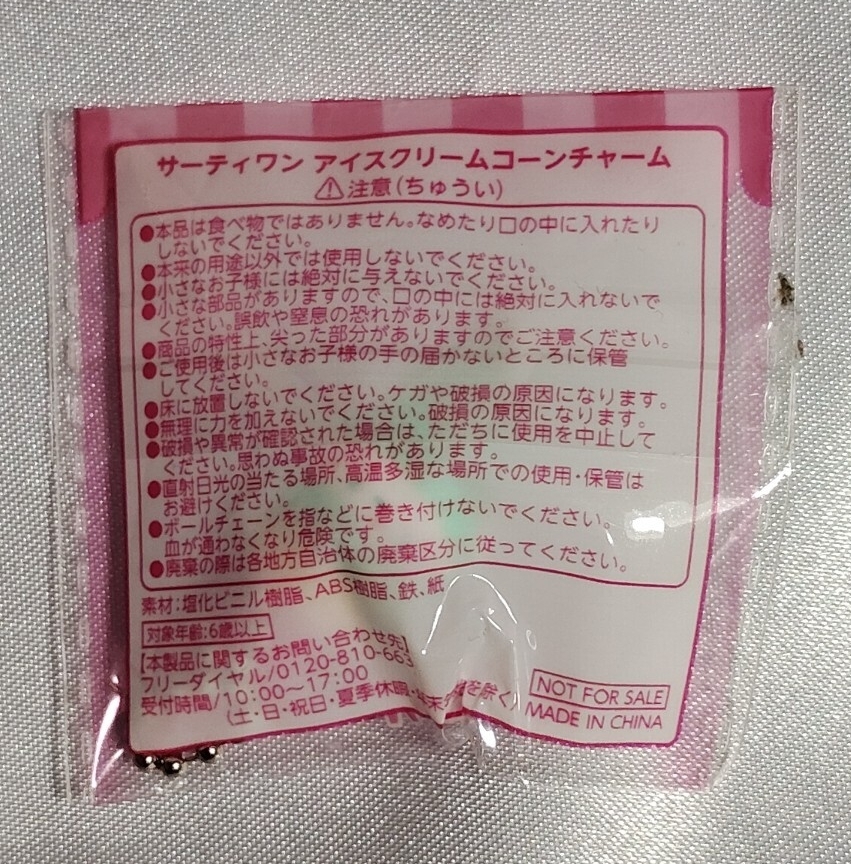 サーティワン アイスクリームコーンチャーム
⚠注意(ちゅうい)
●本品は食べ物ではありません。なめたり口の中に入れたり
しないでください。
●本来の用途以外では使用しないでください。
●小さなお子様には絶対に与えないでください。
●小さな部品がありますので、口の中には絶対に入れないで
ください。誤飲や窒息の恐れがあります。
●商品の特性上、尖った部分がありますのでご注意ください。
●ご使用後は小さなお子様の手の届かないところに保管
してください。
●床に放置しないでください。ケガや破損の原因になります。
●無理に力を加えないでください。破損の原因になります。
●破損や異常が確認された場合は、ただちに使用を中止して
ください。思わぬ事故の恐れがあります。
●直射日光の当たる場所、高温多湿な場所での使用・保管は
お避けください。
●ボールチェーンを指などに巻き付けないでください。
血が通わなくなり危険です。
●廃棄の際は各地方自治体の廃棄区分に従ってください。
素材:塩化ビニル樹脂、ABS樹脂、鉄、紙
対象年齢:6歳以上
【本製品に関するお問い合わせ先】
フリーダイヤル/0120-810-663
受付時間/10:00〜17:00
(土・日・祝日・夏季休暇・を除く)
NOT FOR SALE
MADE IN CHINA